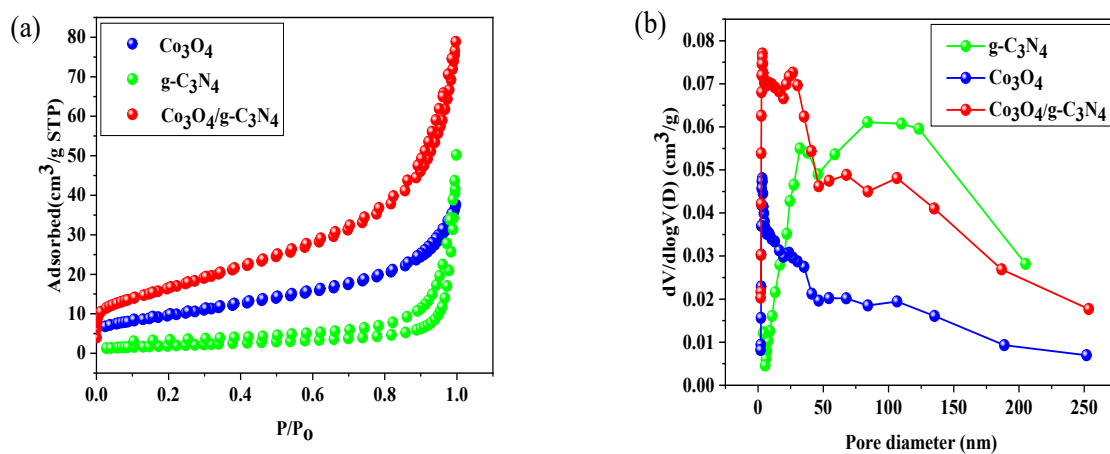 (a)
Adsorbed(cm³/g STP)
80
70
60
50
40
30
20
10
0
Co₃O₄
g-C₃N₄
Co₃O₄/g-C₃N₄
0.0 0.2 0.4 0.6 0.8 1.0
P/P₀
(b)
dV/dlogV(D) (cm³/g)
0.08
0.07
0.06
0.05
0.04
0.03
0.02
0.01
0.00
g-C₃N₄
Co₃O₄
Co₃O₄/g-C₃N₄
0 50 100 150 200 250
Pore diameter (nm)